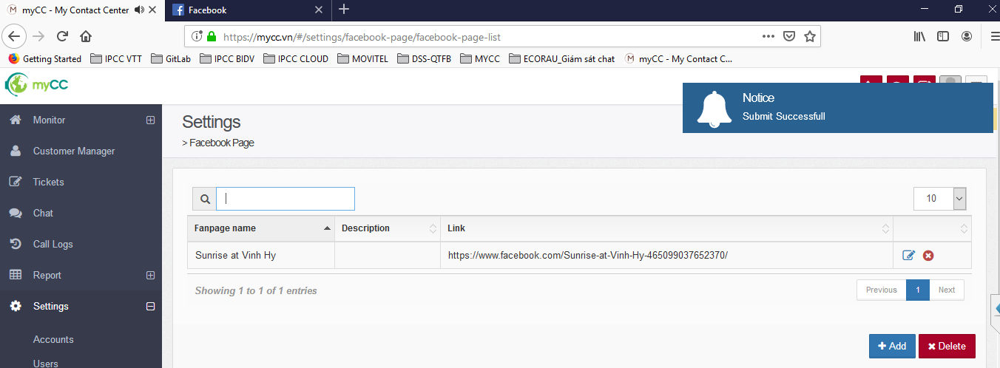 myCC - My Contact Center
Facebook
https://mycc.vn/#/settings/facebook-page/facebook-page-list
Getting Started IPCC VTT GitLab IPCC BIDV IPCC CLOUD MOVITEL DSS-QTFB MYCC ECORAU_Giám sát chat myCC - My Contact C...
myCC
Notice
Submit Successfull
Monitor
Customer Manager
Tickets
Chat
Call Logs
Report
Settings
Accounts
Users
Settings
> Facebook Page
10
Fanpage name Description Link
Sunrise at Vinh Hy https://www.facebook.com/Sunrise-at-Vinh-Hy-465099037652370/
Showing 1 to 1 of 1 entries
Previous 1 Next
Add Delete